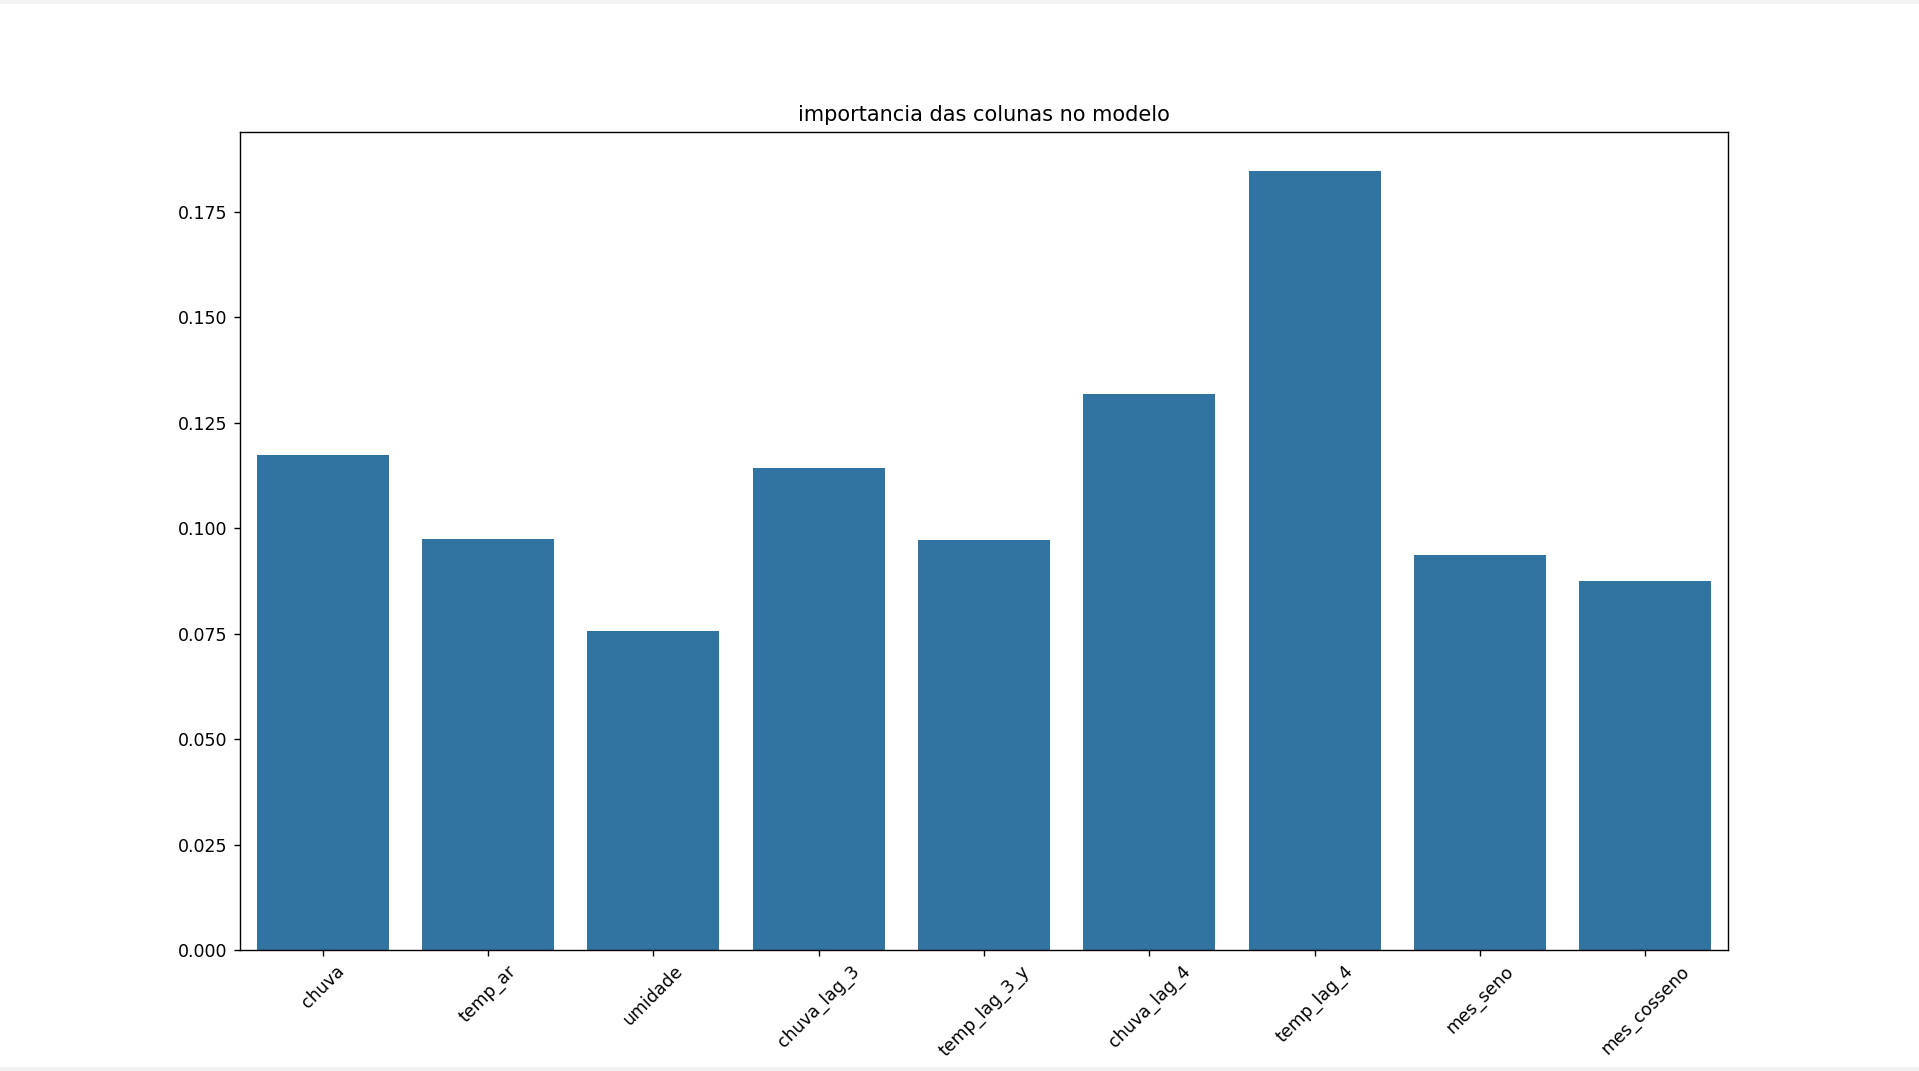 importancia das colunas no modelo
0.175
0.150
0.125
0.100
0.075
0.050
0.025
0.000
chuva
temp_ar
umidade
chuva_lag_3
temp_lag_3_y
chuva_lag_4
temp_lag_4
mes_seno
mes_cosseno